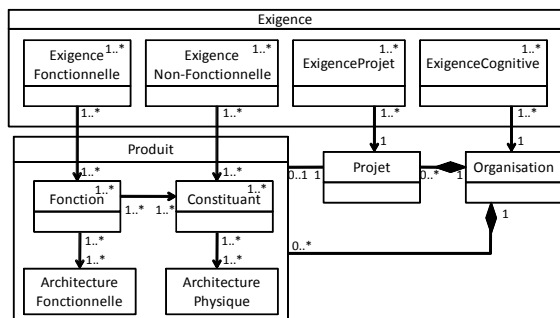 Exigence
1..* 1..* 1..* 1..*
Exigence Exigence
Fonctionnelle Non-Fonctionnelle ExigenceProjet ExigenceCognitive
1..* 1..* 1..* 1..*
Produit 1 1
1..* 1..* 0..1 1 Projet 0..* 1 Organisation
Fonction 1..* Constituant 1..*
1..* 1..* 1
1..* 1..* 0..*
1..* 1..*
Architecture Architecture
Fonctionnelle Physique